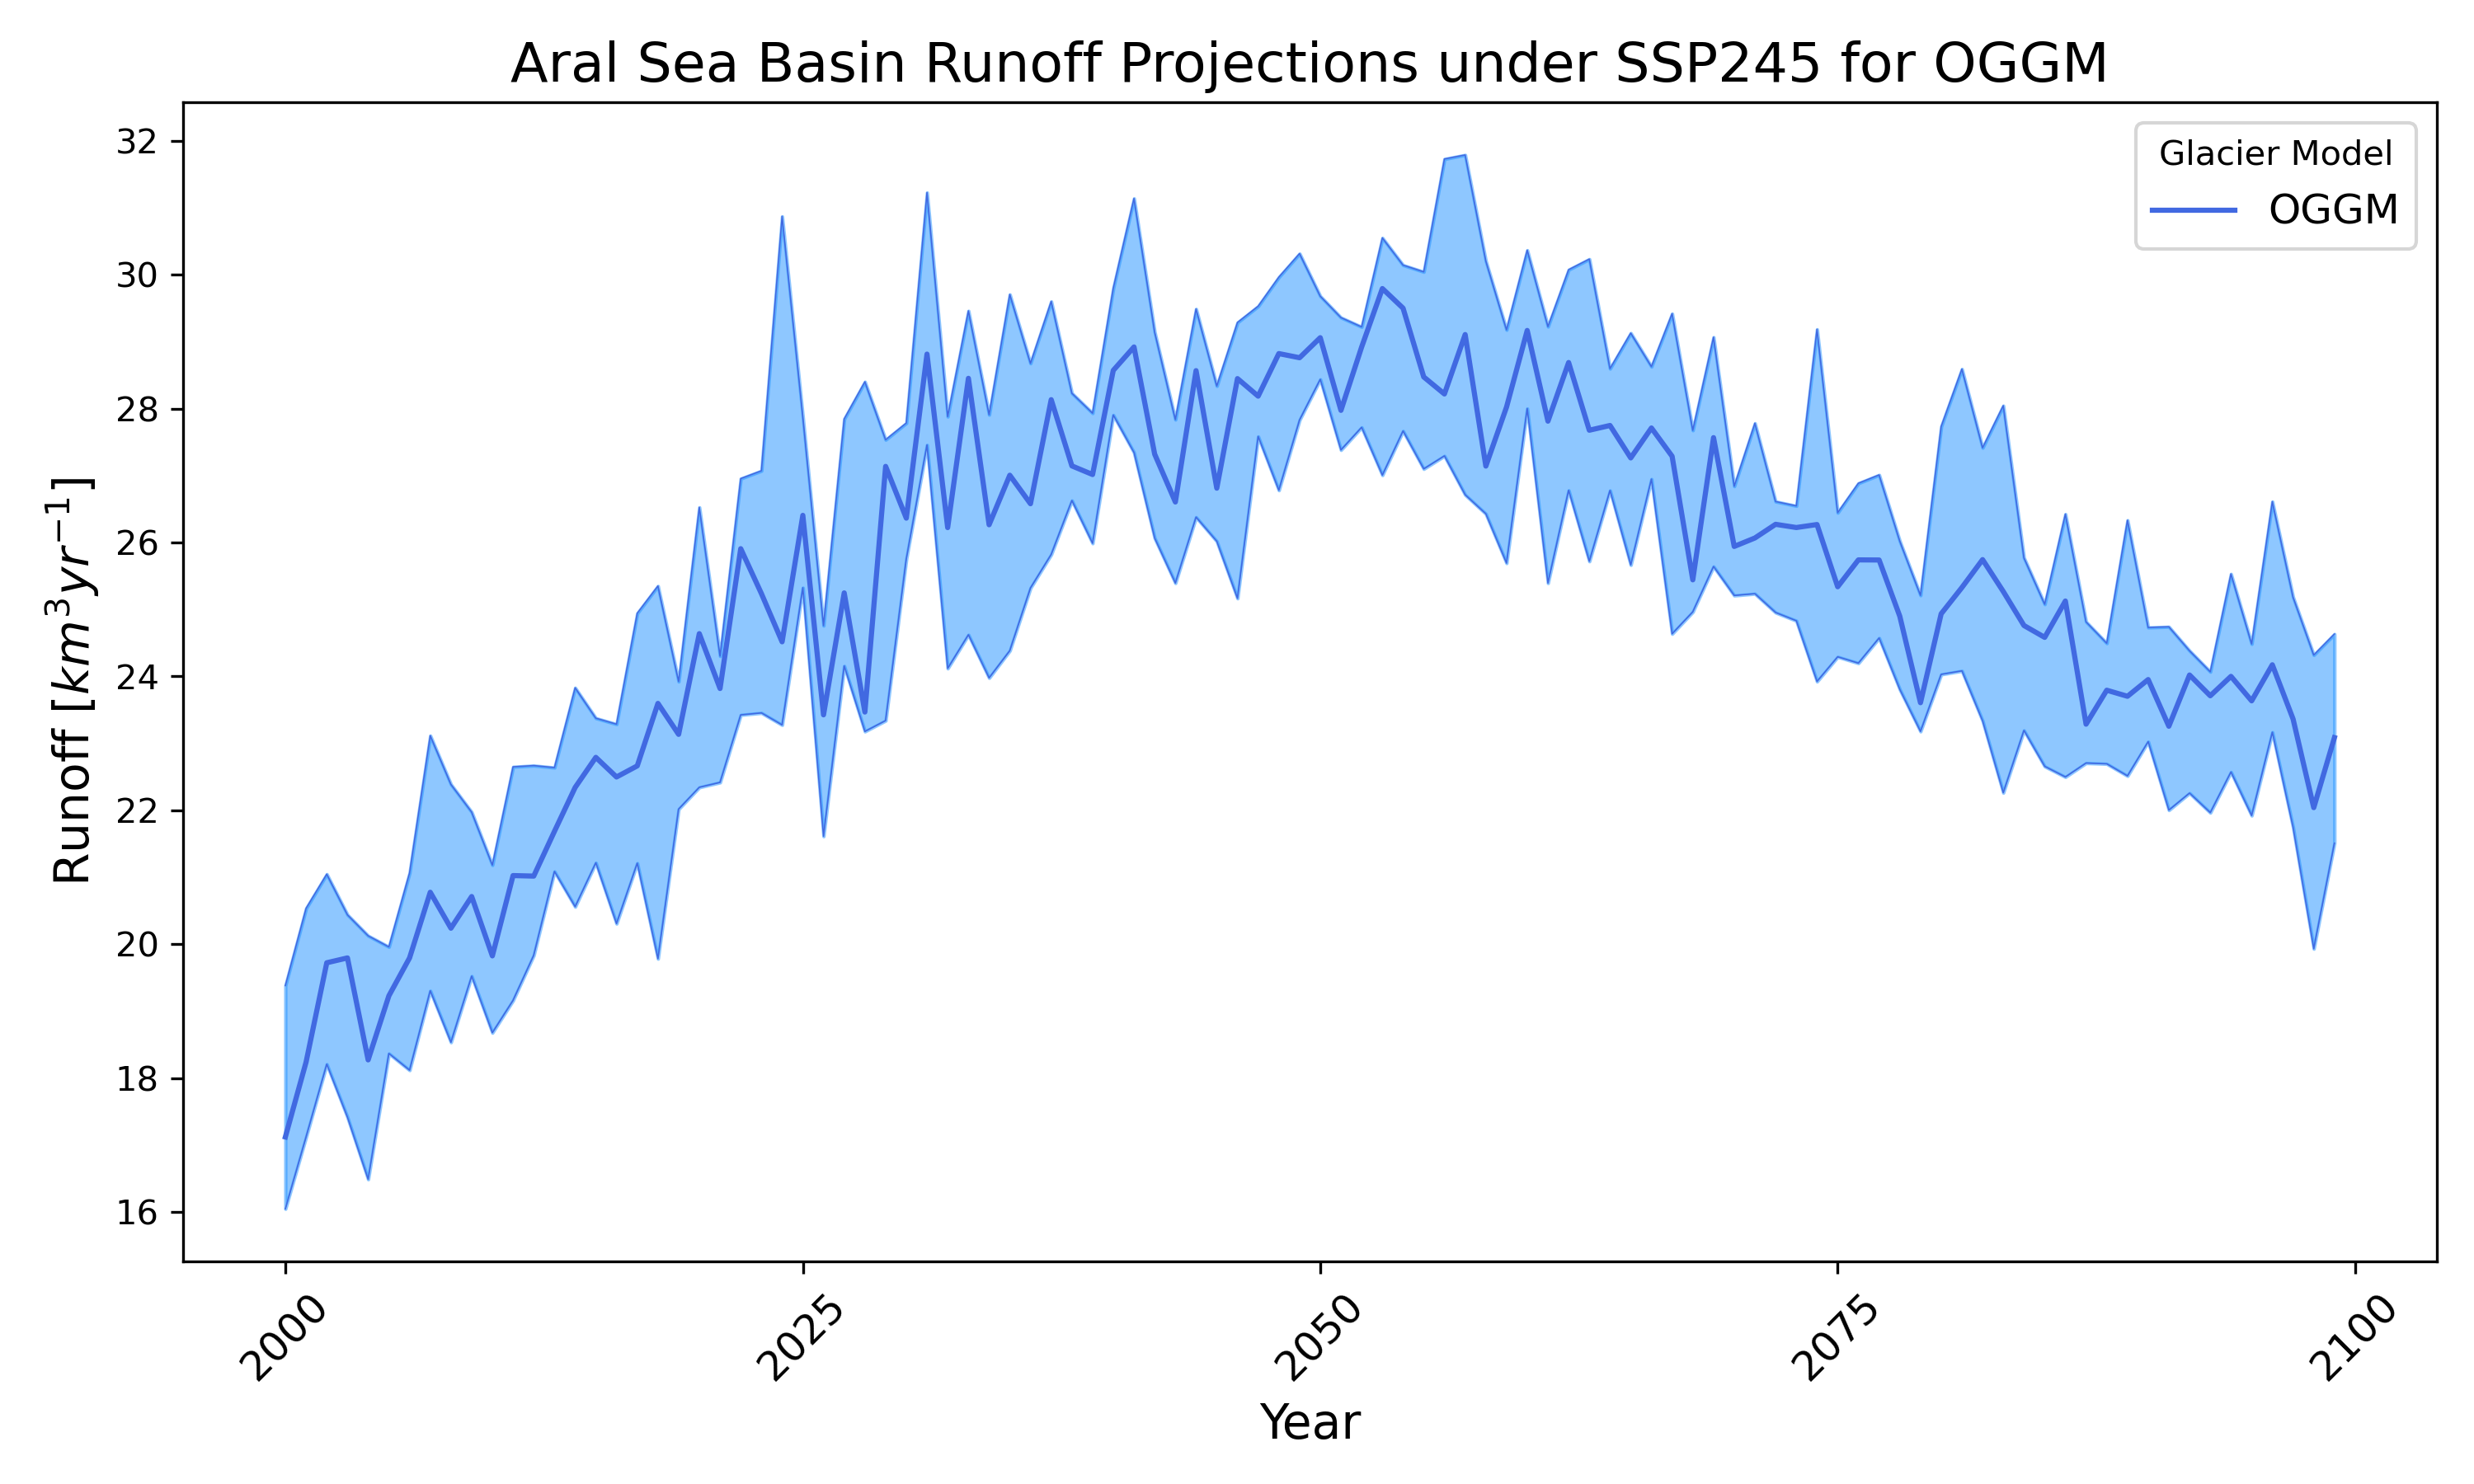 Aral Sea Basin Runoff Projections under SSP245 for OGGM
Glacier Model
OGGM
32
30
28
26
24
22
20
18
16
Runoff [km³yr⁻¹]
2000
2025
2050
2075
2100
Year